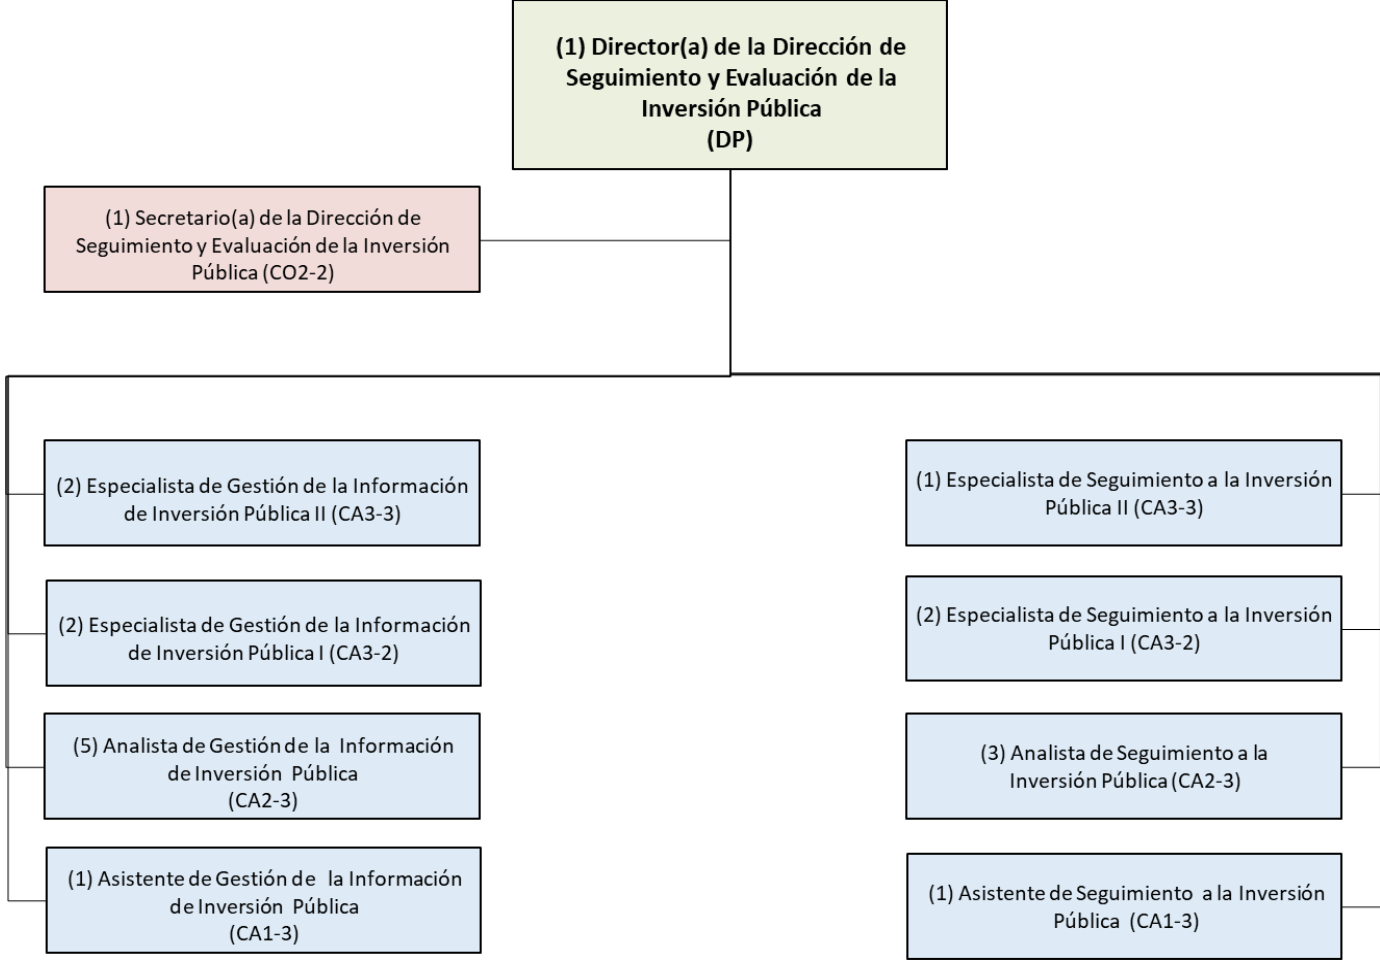 (1) Director(a) de la Dirección de
Seguimiento y Evaluación de la
Inversión Pública
(DP)
(1) Secretario(a) de la Dirección de
Seguimiento y Evaluación de la Inversión
Pública (CO2-2)
(2) Especialista de Gestión de la Información
de Inversión Pública II (CA3-3)
(2) Especialista de Gestión de la Información
de Inversión Pública I (CA3-2)
(5) Analista de Gestión de la Información
de Inversión Pública
(CA2-3)
(1) Asistente de Gestión de la Información
de Inversión Pública
(CA1-3)
(1) Especialista de Seguimiento a la Inversión
Pública II (CA3-3)
(2) Especialista de Seguimiento a la Inversión
Pública I (CA3-2)
(3) Analista de Seguimiento a la
Inversión Pública (CA2-3)
(1) Asistente de Seguimiento a la Inversión
Pública (CA1-3)